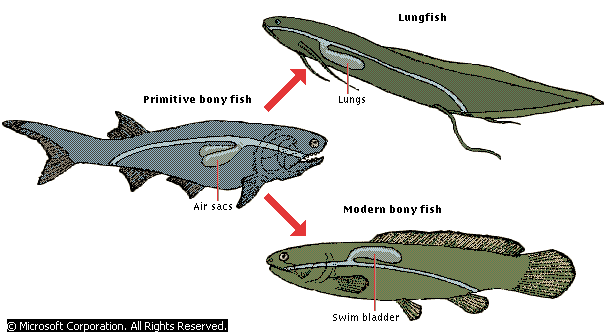 Lungfish
Primitive bony fish
Lungs
Air sacs
Modern bony fish
Swim bladder
© Microsoft Corporation. All Rights Reserved.